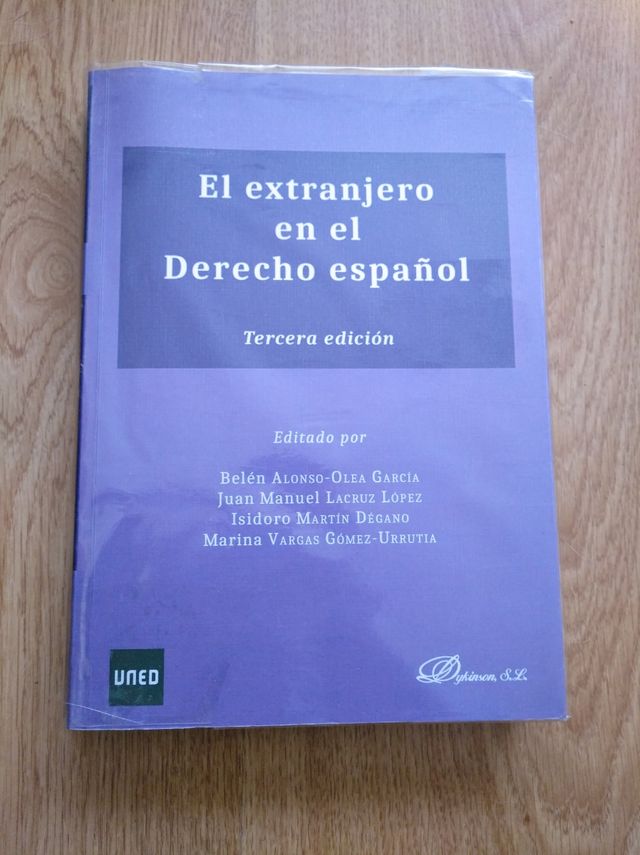 El extranjero
en el
Derecho español
Tercera edición
Editado por
Belén Alonso-Olea García
Juan Manuel Lacruz López
Isidoro Martín Dégano
Marina Vargas Gómez-Urrutia
UNED
Dykinson, S.L.